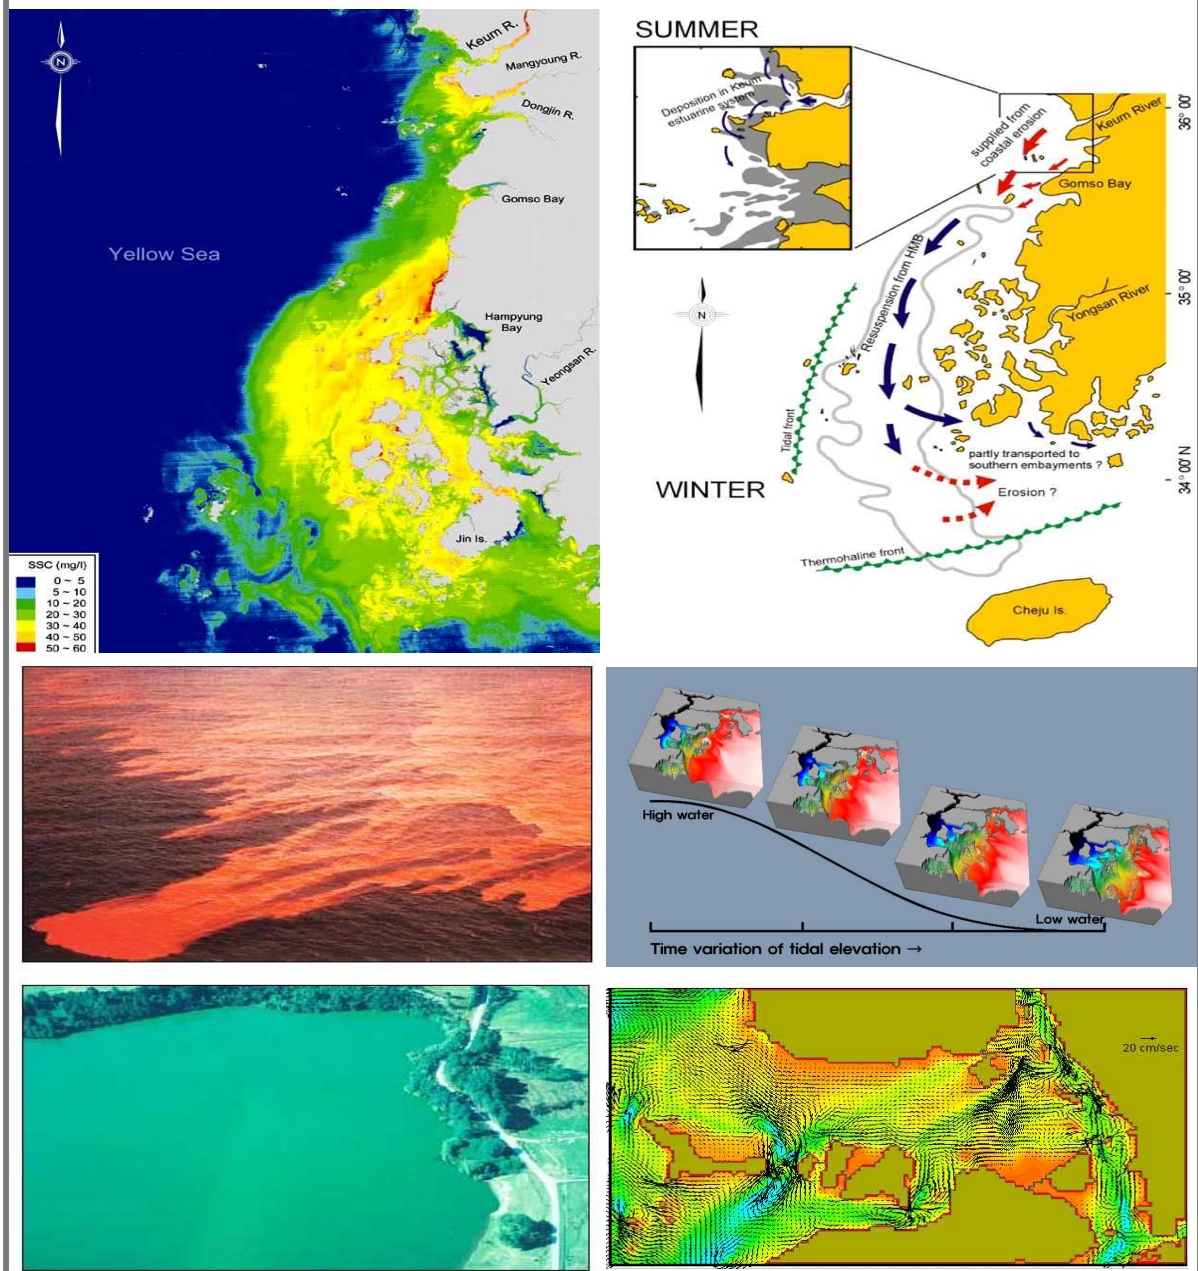 Keum R.
Mangyoung R.
Dongjin R.
N
Gomso Bay
Yellow Sea
Hampyung
Bay
Yeongsan R.
Jin Is.
SSC (mg/l)
0 ~ 5
5 ~ 10
10 ~ 20
20 ~ 30
30 ~ 40
40 ~ 50
50 ~ 60
SUMMER
Deposition in Keum
estuarine system
supplied from
coastal erosion
Keum River
36° 00'
Gomso Bay
Resuspension from HMB
35° 00'
Yongsan River
N
Tidal front
WINTER
partly transported to
southern embayments ?
34° 00' N
Erosion ?
Thermohaline front
Cheju Is.
High water
Low water
Time variation of tidal elevation →
20 cm/sec